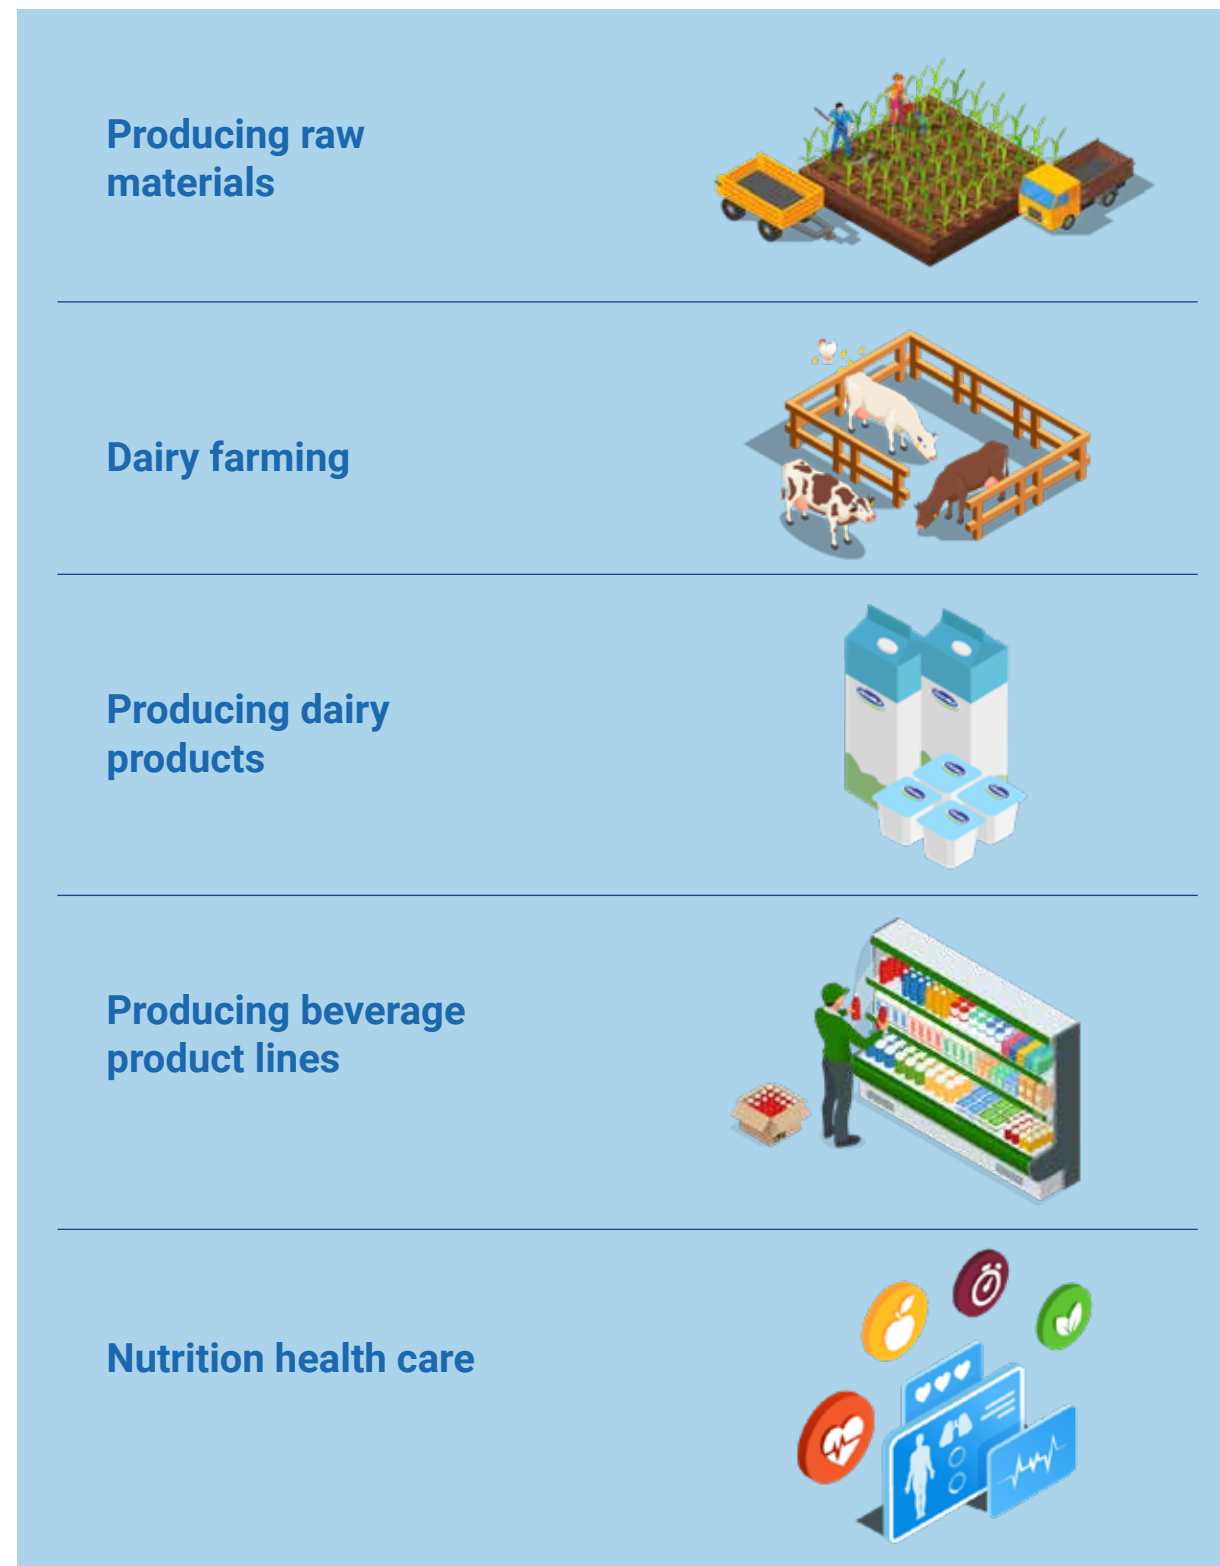 Producing raw
materials
Dairy farming
Producing dairy
products
Producing beverage
product lines
Nutrition health care